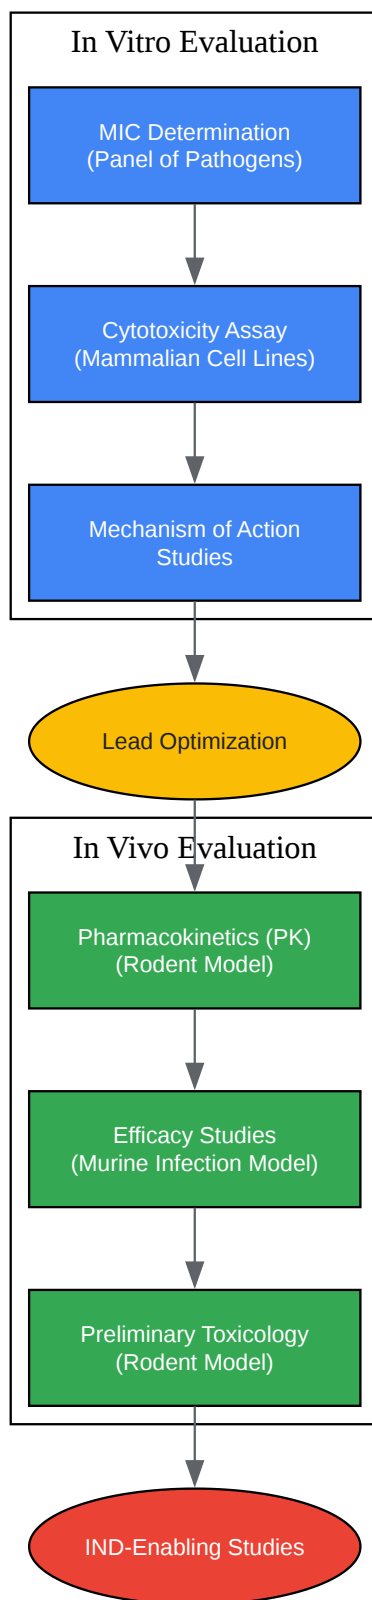 In Vitro Evaluation
MIC Determination
(Panel of Pathogens)
Cytotoxicity Assay
(Mammalian Cell Lines)
Mechanism of Action
Studies
Lead Optimization
In Vivo Evaluation
Pharmacokinetics (PK)
(Rodent Model)
Efficacy Studies
(Murine Infection Model)
Preliminary Toxicology
(Rodent Model)
IND-Enabling Studies